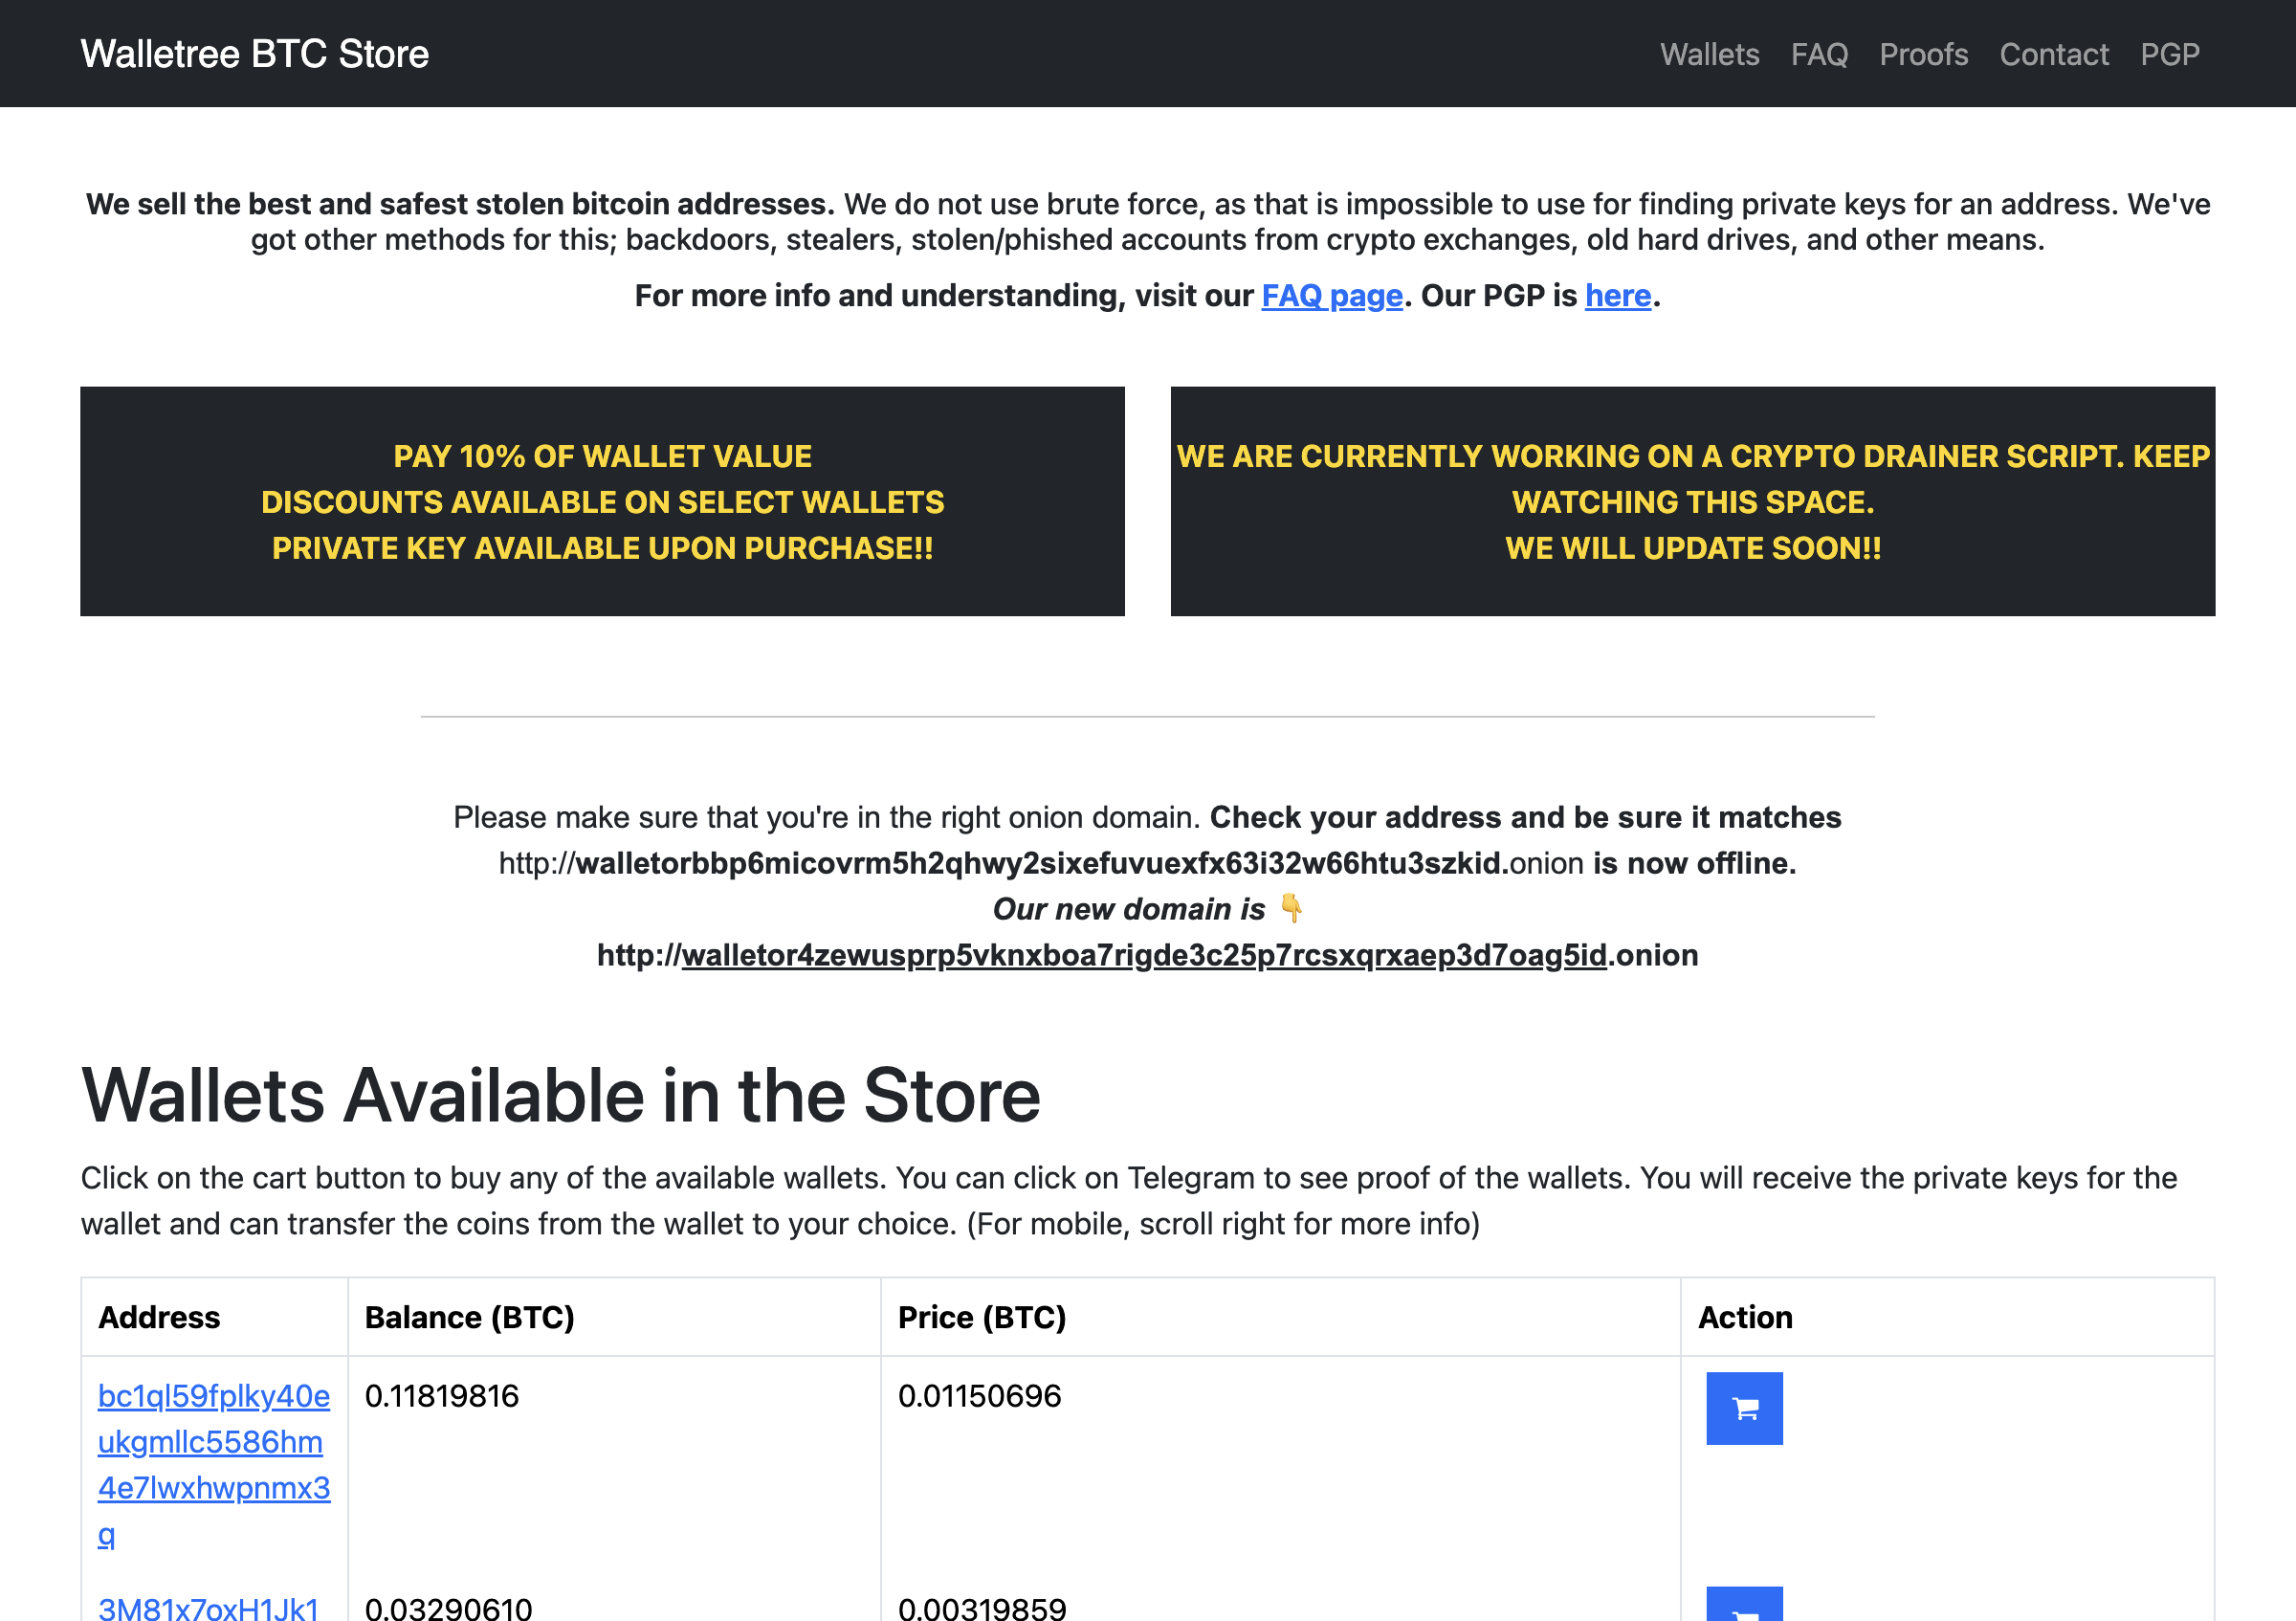 Walletree BTC Store
Wallets FAQ Proofs Contact PGP
We sell the best and safest stolen bitcoin addresses. We do not use brute force, as that is impossible to use for finding private keys for an address. We've
got other methods for this; backdoors, stealers, stolen/phished accounts from crypto exchanges, old hard drives, and other means.
For more info and understanding, visit our FAQ page. Our PGP is here.
PAY 10% OF WALLET VALUE
DISCOUNTS AVAILABLE ON SELECT WALLETS
PRIVATE KEY AVAILABLE UPON PURCHASE!!
WE ARE CURRENTLY WORKING ON A CRYPTO DRAINER SCRIPT. KEEP
WATCHING THIS SPACE.
WE WILL UPDATE SOON!!
Please make sure that you're in the right onion domain. Check your address and be sure it matches
http://walletorbbp6micovrm5h2qhwy2sixefuvuexfx63i32w66htu3szkid.onion is now offline.
Our new domain is 👇
http://walletor4zewusprp5vknxboa7rigde3c25p7rcsxqrxaep3d7oag5id.onion
Wallets Available in the Store
Click on the cart button to buy any of the available wallets. You can click on Telegram to see proof of the wallets. You will receive the private keys for the
wallet and can transfer the coins from the wallet to your choice. (For mobile, scroll right for more info)
Address Balance (BTC) Price (BTC) Action
bc1ql59fplky40e 0.11819816 0.01150696
ukgmllc5586hm
4e7lwxhwpnmx3
q
3M81x7oxH1Jk1 0.03290610 0.00319859